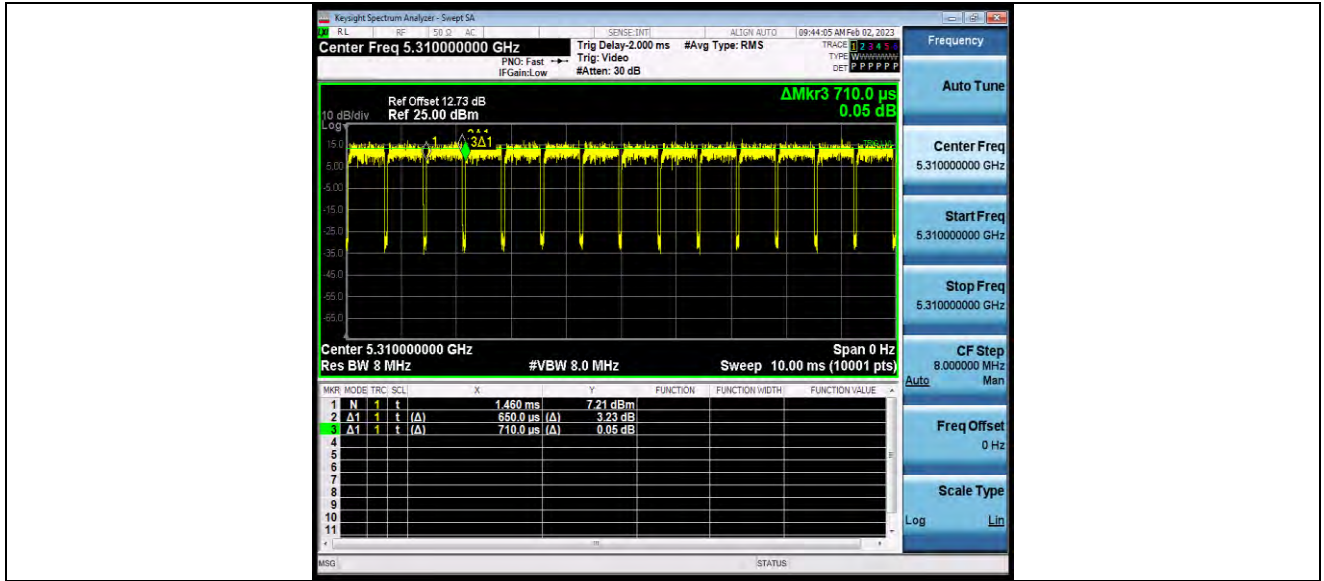 Keysight Spectrum Analyzer - Swept SA
RL RF 50 Ω AC SENSE:INT ALIGN AUTO 09:44:05 AM Feb 02, 2023
Center Freq 5.310000000 GHz Trig Delay-2.000 ms #Avg Type: RMS TRACE 1 2 3 4 5 6
PNO: Fast Trig: Video TYPE WWWWWW
IFGain:Low #Atten: 30 dB DET P P P P P P
Frequency
Auto Tune
ΔMkr3 710.0 µs
0.05 dB
Ref Offset 12.73 dB
10 dB/div Ref 25.00 dBm
Log
1 3Δ1
15.0
5.00
-5.00
-15.0
-25.0
-35.0
-45.0
-55.0
-65.0
Center 5.310000000 GHz Span 0 Hz
Res BW 8 MHz #VBW 8.0 MHz Sweep 10.00 ms (10001 pts)
MKR MODE TRC SCL X Y FUNCTION FUNCTION WIDTH FUNCTION VALUE
1 N 1 t 1.460 ms 7.21 dBm
2 Δ1 1 t (Δ) 650.0 µs (Δ) 3.23 dB
3 Δ1 1 t (Δ) 710.0 µs (Δ) 0.05 dB
4
5
6
7
8
9
10
11
Center Freq
5.310000000 GHz
Start Freq
5.310000000 GHz
Stop Freq
5.310000000 GHz
CF Step
8.000000 MHz
Auto Man
Freq Offset
0 Hz
Scale Type
Log Lin
MSG STATUS